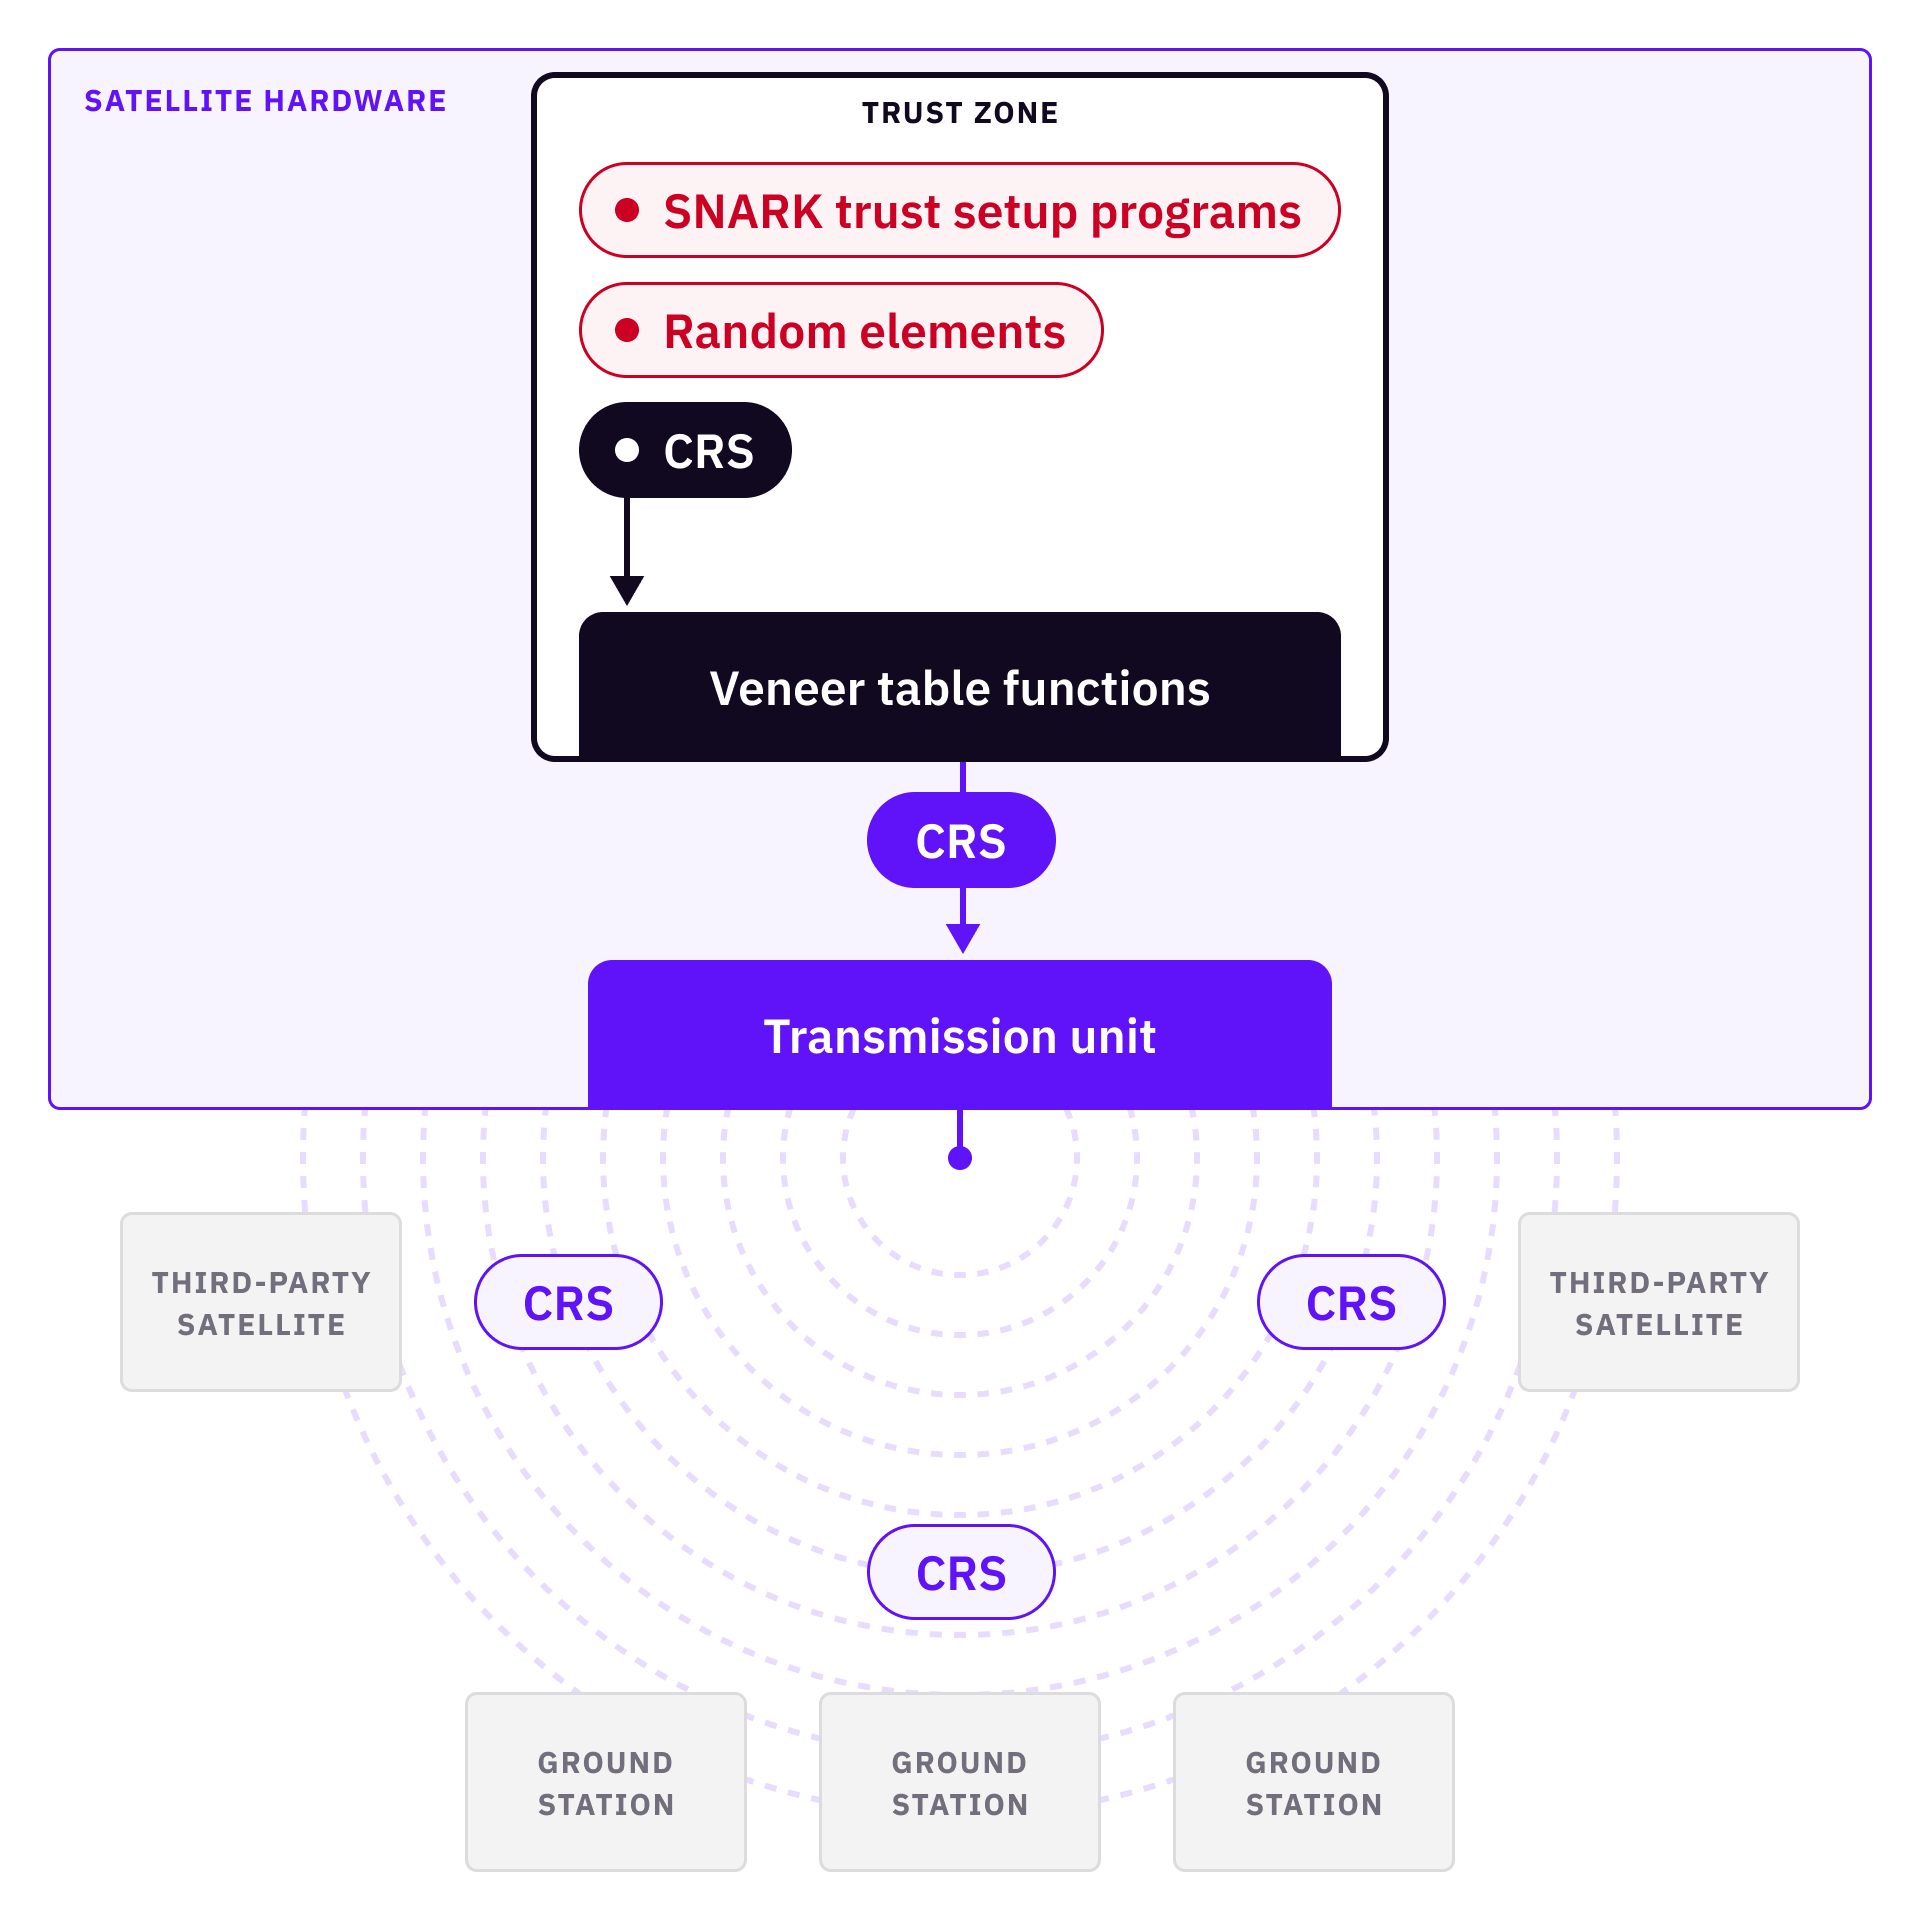 SATELLITE HARDWARE
TRUST ZONE
SNARK trust setup programs
Random elements
CRS
Veneer table functions
CRS
Transmission unit
THIRD-PARTY
SATELLITE
CRS
CRS
THIRD-PARTY
SATELLITE
CRS
GROUND
STATION
GROUND
STATION
GROUND
STATION